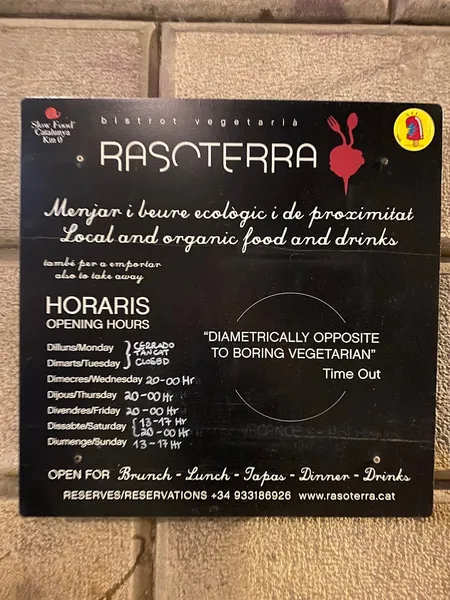 Slow Food®
Catalunya
Km 0
bistrot vegetarià
RASOTERRA
Menjar i beure ecològic i de proximitat
Local and organic food and drinks
també per a emportar
also to take away
HORARIS
OPENING HOURS
Dilluns/Monday
Dimarts/Tuesday
CERRADO
TANCAT
CLOSED
Dimecres/Wednesday 20-00 Hr
Dijous/Thursday 20-00 Hr
Divendres/Friday 20-00 Hr
Dissabte/Saturday 13-17 Hr
20-00 Hr
Diumenge/Sunday 13-17 Hr
"DIAMETRICALLY OPPOSITE
TO BORING VEGETARIAN"
Time Out
OPEN FOR Brunch - Lunch - Tapas - Dinner - Drinks
RESERVES/RESERVATIONS +34 933186926 www.rasoterra.cat